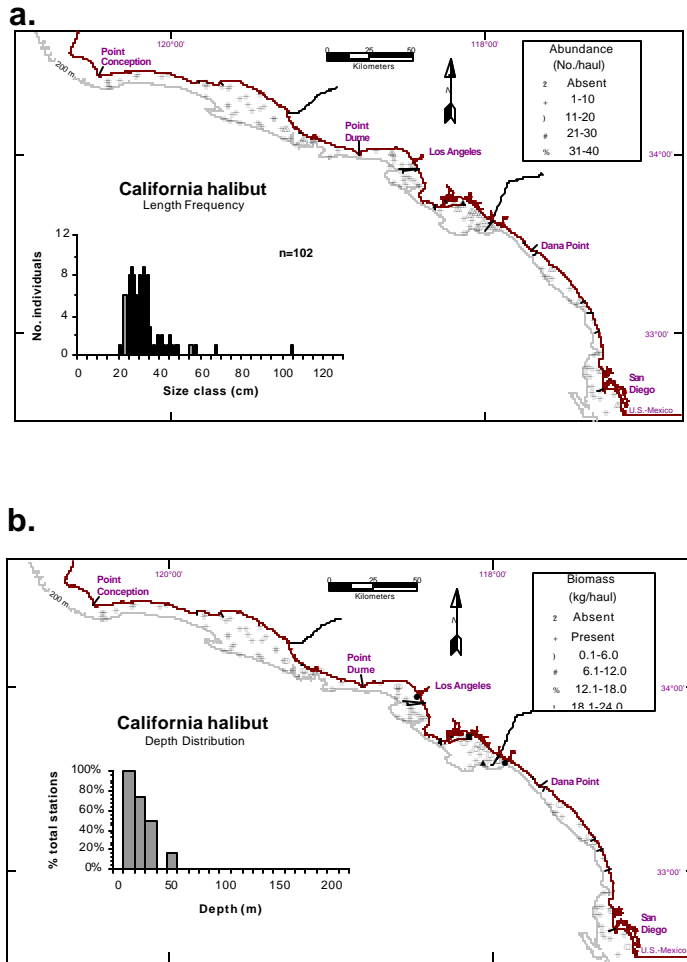 a.
120°00'
118°00'
Point
Conception
200 m
0 25 50
Kilometers
N
Abundance
(No./haul)
2 Absent
+ 1-10
) 11-20
# 21-30
% 31-40
Point
Dume
Los Angeles
34°00'
California halibut
Length Frequency
n=102
12
8
4
0
No. individuals
0 20 40 60 80 100 120
Size class (cm)
Dana Point
33°00'
San
Diego
U.S.-Mexico
b.
120°00'
118°00'
Point
Conception
200 m
0 25 50
Kilometers
N
Biomass
(kg/haul)
2 Absent
+ Present
) 0.1-6.0
# 6.1-12.0
% 12.1-18.0
! 18.1-24.0
Point
Dume
Los Angeles
34°00'
California halibut
Depth Distribution
100%
80%
60%
40%
20%
0%
% total stations
0 50 100 150 200
Depth (m)
Dana Point
33°00'
San
Diego
U.S.-Mexico